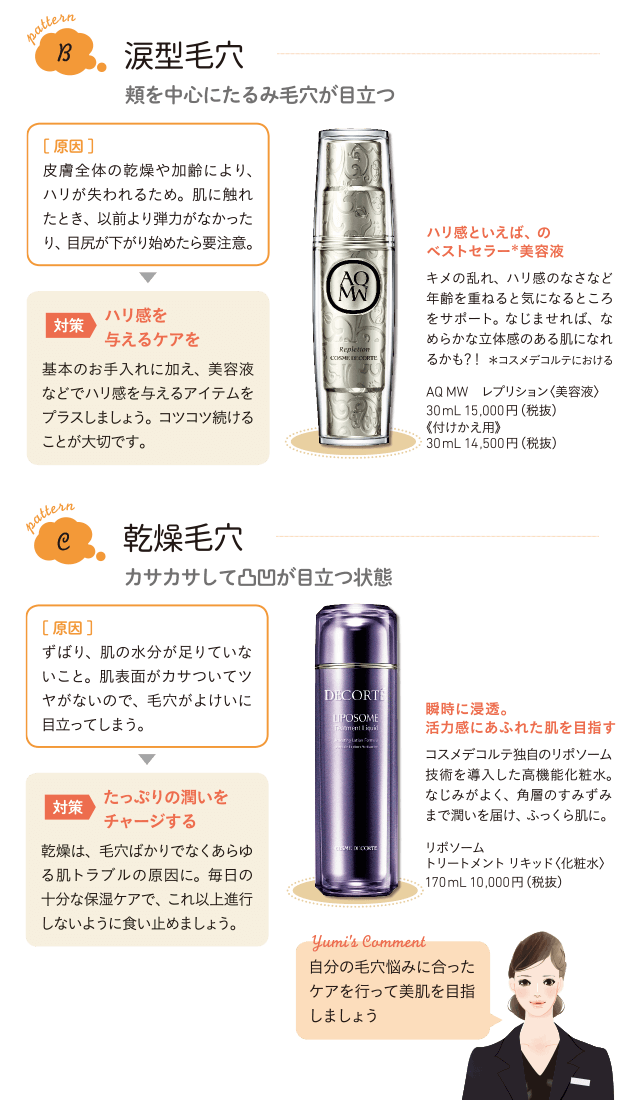 pattern
B
涙型毛穴
頬を中心にたるみ毛穴が目立つ
[ 原因 ]
皮膚全体の乾燥や加齢により、
ハリが失われるため。肌に触れ
たとき、以前より弾力がなかった
り、目尻が下がり始めたら要注意。
対策
ハリ感を
与えるケアを
基本のお手入れに加え、美容液
などでハリ感を与えるアイテムを
プラスしましょう。コツコツ続ける
ことが大切です。
AQ
MW
Repletion
COSME DECORTE
ハリ感といえば、の
ベストセラー*美容液
キメの乱れ、ハリ感のなさなど
年齢を重ねると気になるところ
をサポート。なじませれば、な
めらかな立体感のある肌になれ
るかも?! *コスメデコルテにおける
AQ MW レプリション〈美容液〉
30mL 15,000円(税抜)
《付けかえ用》
30mL 14,500円(税抜)
pattern
C
乾燥毛穴
カサカサして凸凹が目立つ状態
[ 原因 ]
ずばり、肌の水分が足りていな
いこと。肌表面がカサついてツ
ヤがないので、毛穴がよけいに
目立ってしまう。
対策
たっぷりの潤いを
チャージする
乾燥は、毛穴ばかりでなくあらゆ
る肌トラブルの原因に。毎日の
十分な保湿ケアで、これ以上進行
しないように食い止めましょう。
DECORTE
LIPOSOME
Treatment Liquid
COSME DECORTE
瞬時に浸透。
活力感にあふれた肌を目指す
コスメデコルテ独自のリポソーム
技術を導入した高機能化粧水。
なじみがよく、角層のすみずみ
まで潤いを届け、ふっくら肌に。
リポソーム
トリートメント リキッド〈化粧水〉
170mL 10,000円(税抜)
Yumi's Comment
自分の毛穴悩みに合った
ケアを行って美肌を目指
しましょう